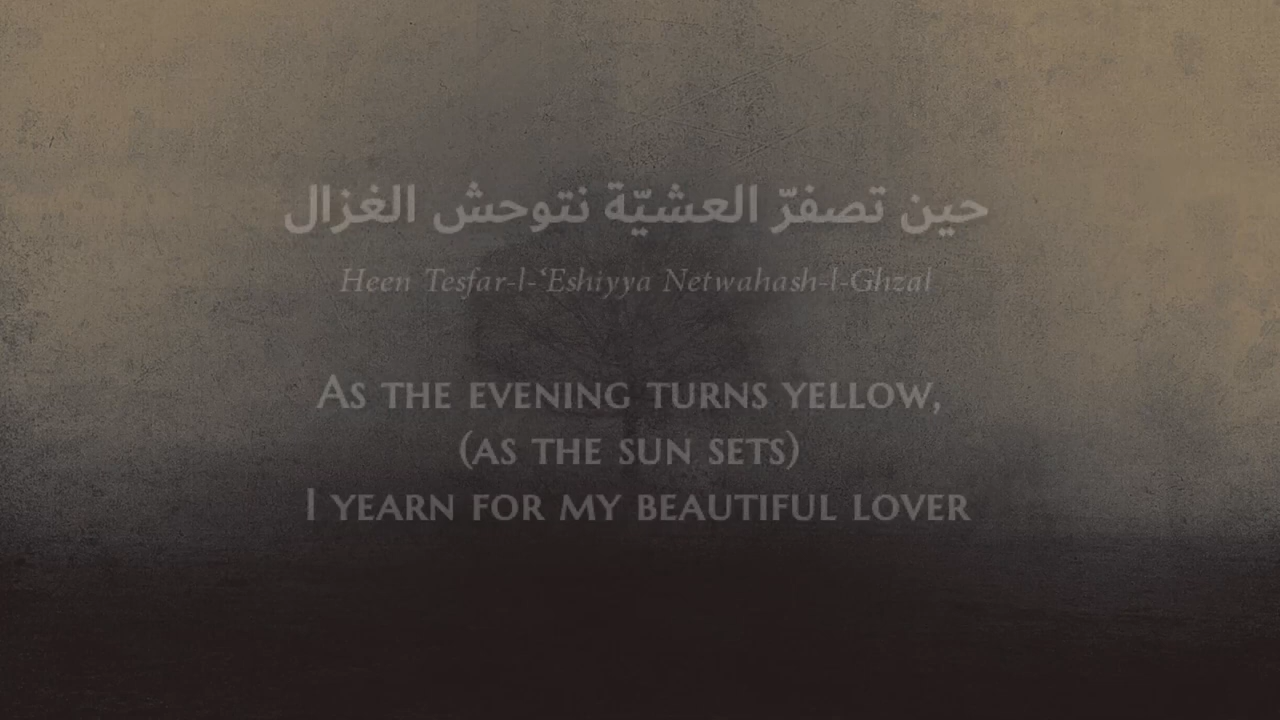 حين تصفرّ العشيّة نتوحش الغزال
Heen Tesfar-l-‘Eshiyya Netwahash-l-Ghzal
As the evening turns yellow,
(as the sun sets)
I yearn for my beautiful lover